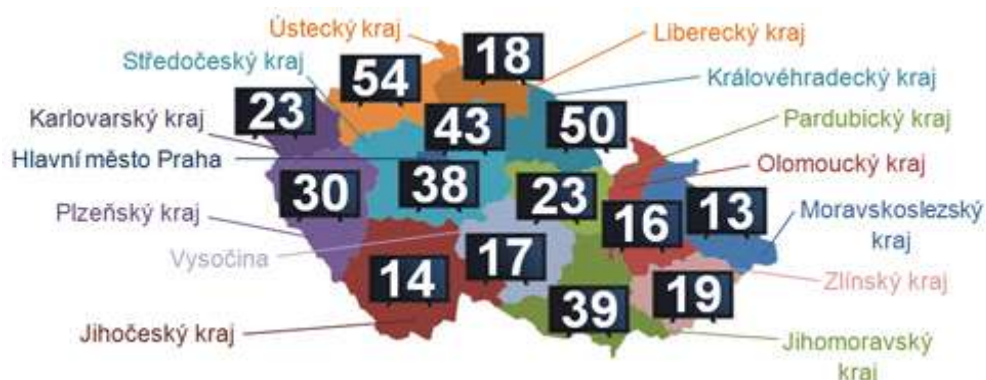 Ústecký kraj
18
Liberecký kraj
Středočeský kraj
54
Královéhradecký kraj
23
43
50
Karlovarský kraj
Pardubický kraj
Hlavní město Praha
Olomoucký kraj
30
38
23
16
13
Plzeňský kraj
Moravskoslezský
kraj
Vysočina
17
14
19
Zlínský kraj
39
Jihočeský kraj
Jihomoravský
kraj